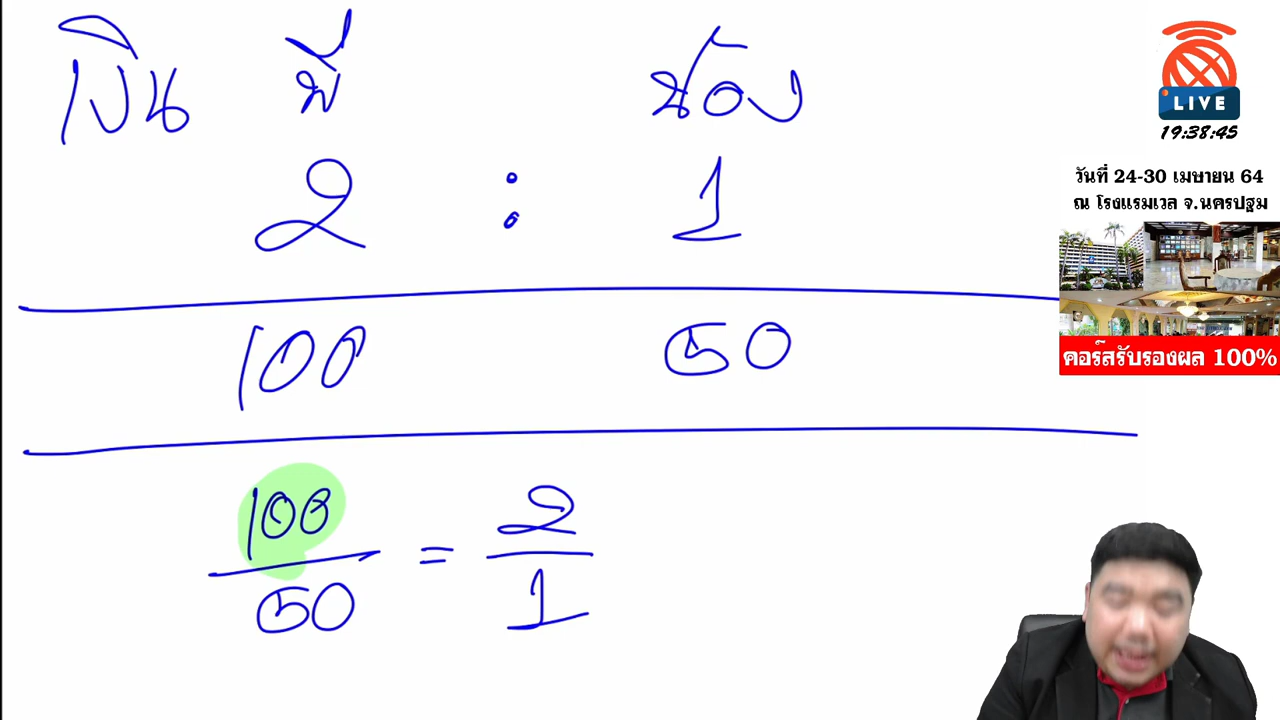 เงิน พี่ น้อง
2 : 1
100 50
100/50 = 2/1
LIVE
19:38:45
วันที่ 24-30 เมษายน 64
ณ โรงแรมเวล จ.นครปฐม
คอร์สรับรองผล 100%